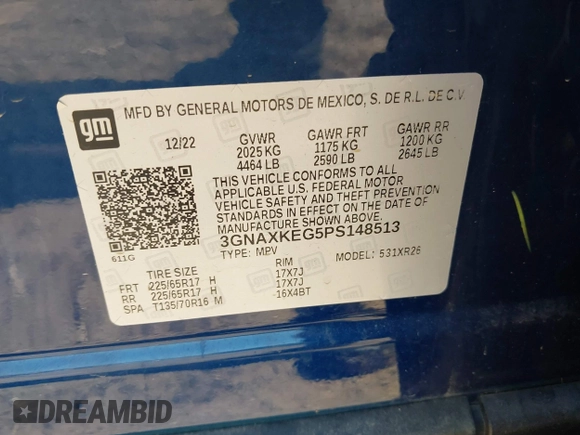 gm
MFD BY GENERAL MOTORS DE MEXICO, S. DE R.L. DE C.V.
12/22 GVWR GAWR FRT GAWR RR
2025 KG 1175 KG 1200 KG
4464 LB 2590 LB 2645 LB
THIS VEHICLE CONFORMS TO ALL
APPLICABLE U.S. FEDERAL MOTOR
VEHICLE SAFETY AND THEFT PREVENTION
STANDARDS IN EFFECT ON THE DATE OF
MANUFACTURE SHOWN ABOVE.
3GNAXKEG5PS148513
611G TYPE: MPV MODEL: 531XR26
TIRE SIZE RIM
FRT 225/65R17 H 17X7J
RR 225/65R17 H 17X7J
SPA T135/70R16 M 16X4BT
DREAMBID